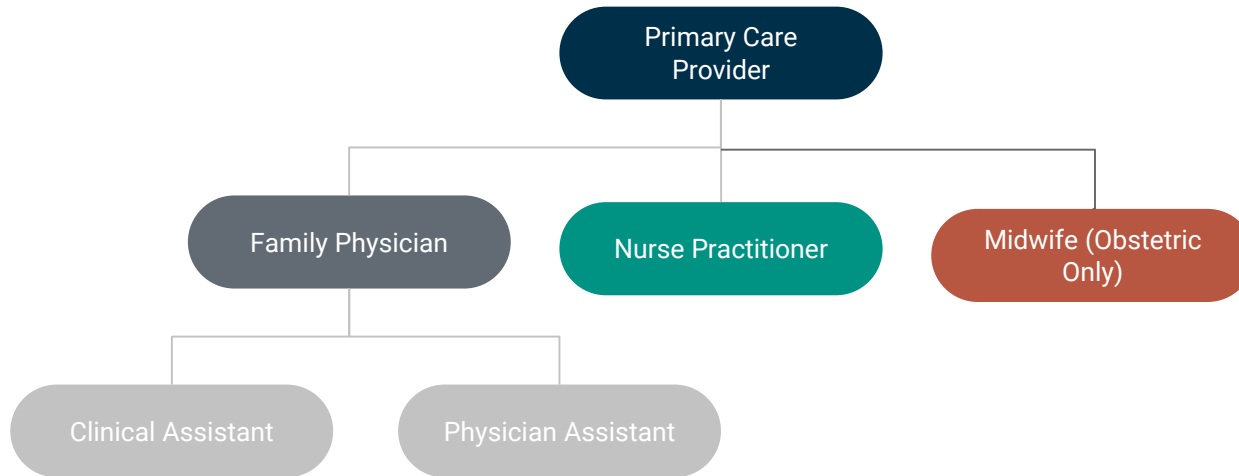 Primary Care
Provider
Family Physician
Nurse Practitioner
Midwife (Obstetric
Only)
Clinical Assistant
Physician Assistant